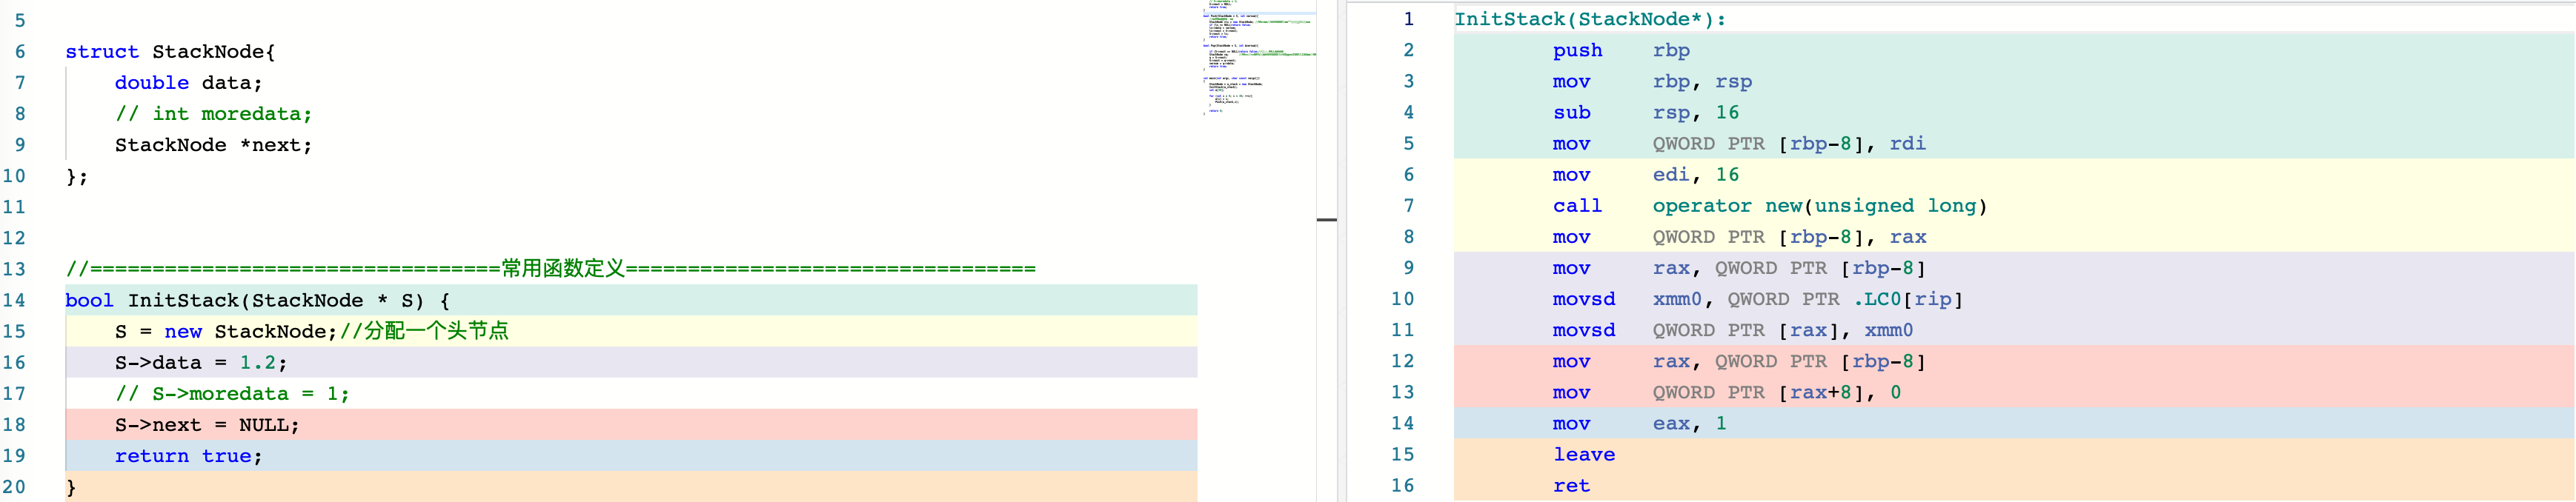 5
6 struct StackNode{
7     double data;
8     // int moredata;
9     StackNode *next;
10 };
11
12
13 //=================================常用函数定义=================================
14 bool InitStack(StackNode * S) {
15     S = new StackNode;//分配一个头节点
16     S->data = 1.2;
17     // S->moredata = 1;
18     S->next = NULL;
19     return true;
20 }
1 InitStack(StackNode*):
2         push    rbp
3         mov     rbp, rsp
4         sub     rsp, 16
5         mov     QWORD PTR [rbp-8], rdi
6         mov     edi, 16
7         call    operator new(unsigned long)
8         mov     QWORD PTR [rbp-8], rax
9         mov     rax, QWORD PTR [rbp-8]
10        movsd   xmm0, QWORD PTR .LC0[rip]
11        movsd   QWORD PTR [rax], xmm0
12        mov     rax, QWORD PTR [rbp-8]
13        mov     QWORD PTR [rax+8], 0
14        mov     eax, 1
15        leave
16        ret